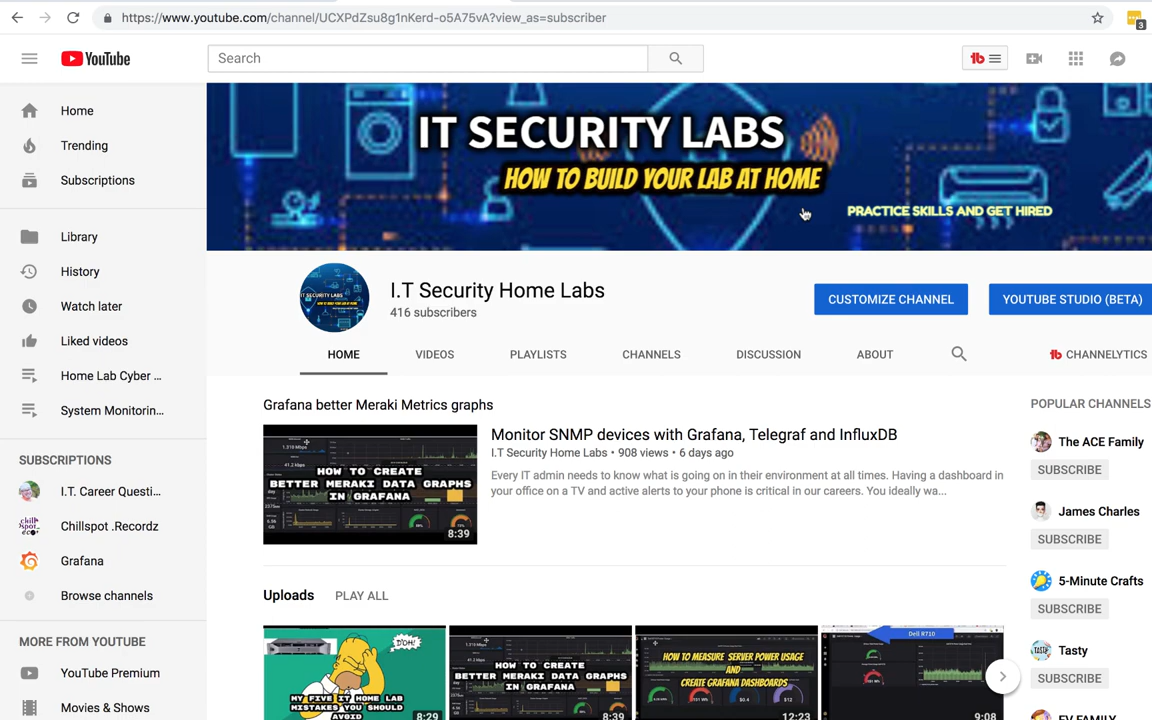 https://www.youtube.com/channel/UCXPdZsu8g1nKerd-o5A75vA?view_as=subscriber
3
YouTube
Search
tb
Home
Trending
Subscriptions
Library
History
Watch later
Liked videos
Home Lab Cyber ...
System Monitorin...
SUBSCRIPTIONS
I.T. Career Questi...
Chillspot .Recordz
Grafana
Browse channels
MORE FROM YOUTUBE
YouTube Premium
Movies & Shows
IT SECURITY LABS
HOW TO BUILD YOUR LAB AT HOME
PRACTICE SKILLS AND GET HIRED
I.T Security Home Labs
416 subscribers
CUSTOMIZE CHANNEL
YOUTUBE STUDIO (BETA)
HOME
VIDEOS
PLAYLISTS
CHANNELS
DISCUSSION
ABOUT
tb CHANNELYTICS
Grafana better Meraki Metrics graphs
HOW TO CREATE
BETTER MERAKI DATA GRAPHS
IN GRAFANA
8:39
Monitor SNMP devices with Grafana, Telegraf and InfluxDB
I.T Security Home Labs • 908 views • 6 days ago
Every IT admin needs to know what is going on in their environment at all times. Having a dashboard in
your office on a TV and active alerts to your phone is critical in our careers. You ideally wa...
Uploads
PLAY ALL
D'OH!
MY FIVE IT HOME LAB
MISTAKES YOU SHOULD
AVOID
8:29
HOW TO CREATE
BETTER MERAKI DATA GRAPHS
IN GRAFANA
8:39
HOW TO MEASURE SERVER POWER USAGE
AND
CREATE GRAFANA DASHBOARDS
12:23
Dell R710
9:08
POPULAR CHANNELS
The ACE Family
SUBSCRIBE
James Charles
SUBSCRIBE
5-Minute Crafts
SUBSCRIBE
Tasty
SUBSCRIBE